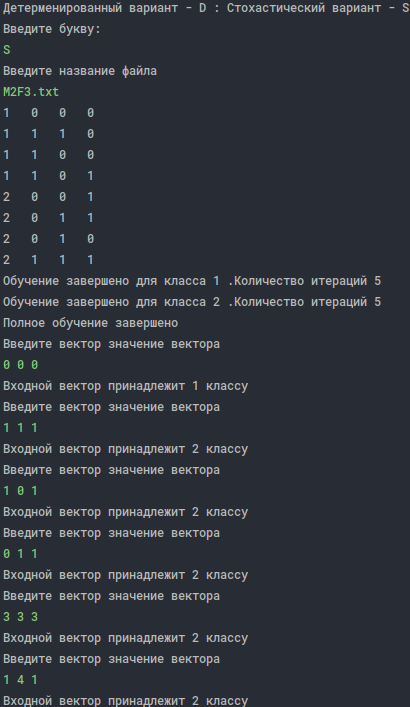 Детерменированный вариант - D : Стохастический вариант - S
Введите букву:
S
Введите название файла
M2F3.txt
1 0 0 0
1 1 1 0
1 1 0 0
1 1 0 1
2 0 0 1
2 0 1 1
2 0 1 0
2 1 1 1
Обучение завершено для класса 1 .Количество итераций 5
Обучение завершено для класса 2 .Количество итераций 5
Полное обучение завершено
Введите вектор значение вектора
0 0 0
Входной вектор принадлежит 1 классу
Введите вектор значение вектора
1 1 1
Входной вектор принадлежит 2 классу
Введите вектор значение вектора
1 0 1
Входной вектор принадлежит 2 классу
Введите вектор значение вектора
0 1 1
Входной вектор принадлежит 2 классу
Введите вектор значение вектора
3 3 3
Входной вектор принадлежит 2 классу
Введите вектор значение вектора
1 4 1
Входной вектор принадлежит 2 классу